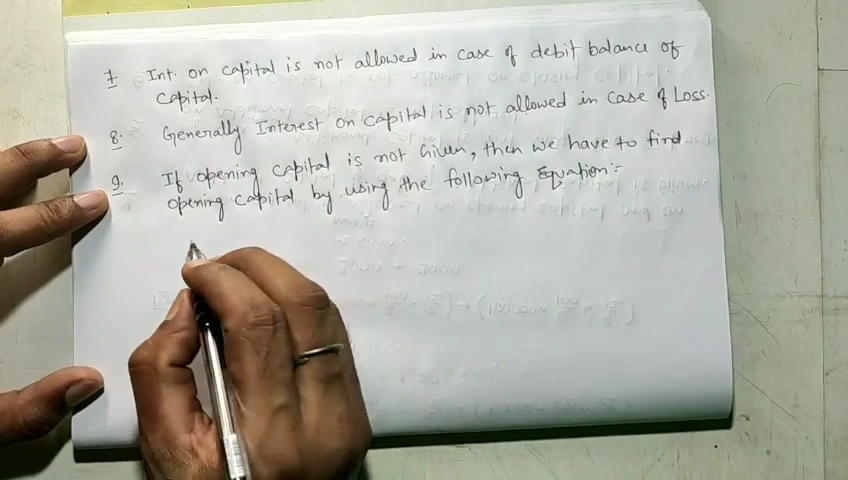 7. Int. on capital is not allowed in case of debit balance of
capital.
8. Generally Interest on capital is not allowed in case of Loss.
9. If opening capital is not Given, then we have to find
opening capital by using the following Equation:-